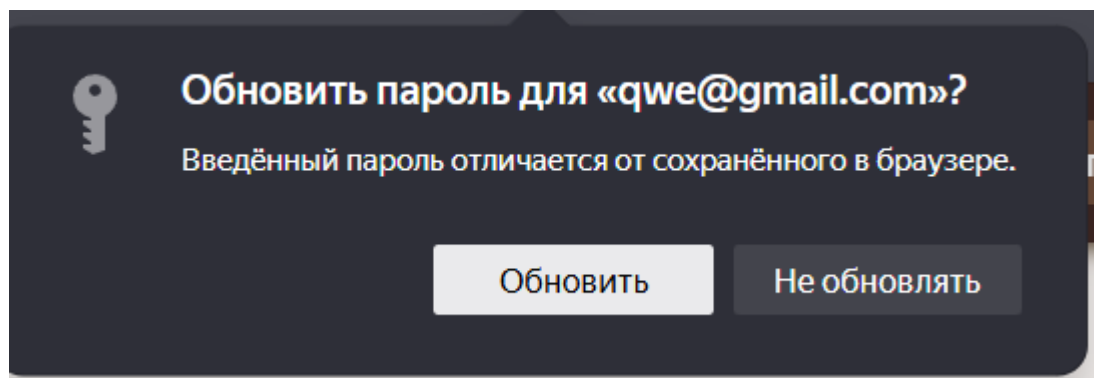 Обновить пароль для «qwe@gmail.com»?
Введённый пароль отличается от сохранённого в браузере.
Обновить
Не обновлять